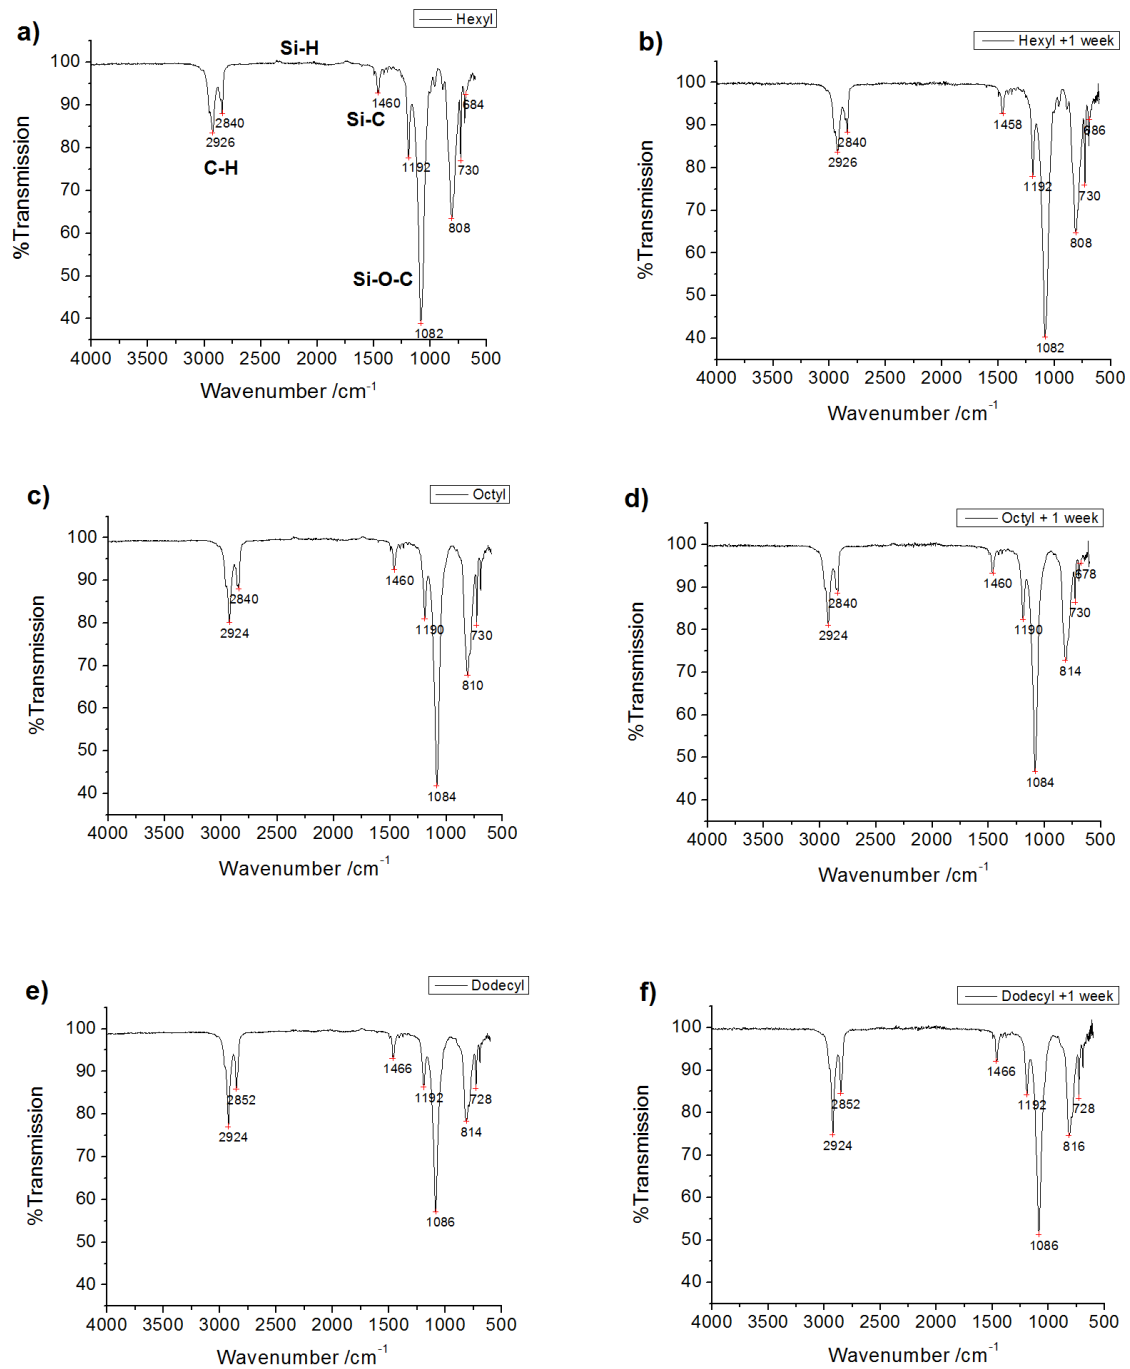 a)
Hexyl
Si-H
100
90
80
70
60
50
40
%Transmission
2840
2926
C-H
1460
Si-C
684
1192
730
808
Si-O-C
1082
4000 3500 3000 2500 2000 1500 1000 500
Wavenumber /cm-1
b)
Hexyl +1 week
100
90
80
70
60
50
40
%Transmission
2840
2926
1458
686
1192
730
808
1082
4000 3500 3000 2500 2000 1500 1000 500
Wavenumber /cm-1
c)
Octyl
100
90
80
70
60
50
40
%Transmission
2840
2924
1460
1190
730
810
1084
4000 3500 3000 2500 2000 1500 1000 500
Wavenumber /cm-1
d)
Octyl + 1 week
100
90
80
70
60
50
40
%Transmission
2840
2924
1460
678
1190
730
814
1084
4000 3500 3000 2500 2000 1500 1000 500
Wavenumber /cm-1
e)
Dodecyl
100
90
80
70
60
50
40
%Transmission
2852
2924
1466
1192
728
814
1086
4000 3500 3000 2500 2000 1500 1000 500
Wavenumber /cm-1
f)
Dodecyl +1 week
100
90
80
70
60
50
40
%Transmission
2852
2924
1466
1192
728
816
1086
4000 3500 3000 2500 2000 1500 1000 500
Wavenumber /cm-1